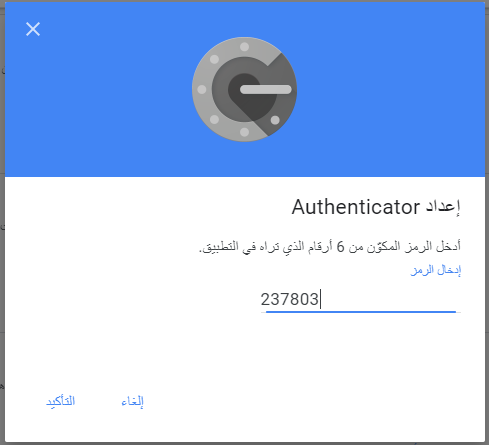 إعداد Authenticator
أدخل الرمز المكوّن من 6 أرقام الذي تراه في التطبيق.
إدخال الرمز
237803
إلغاء
التأكيد